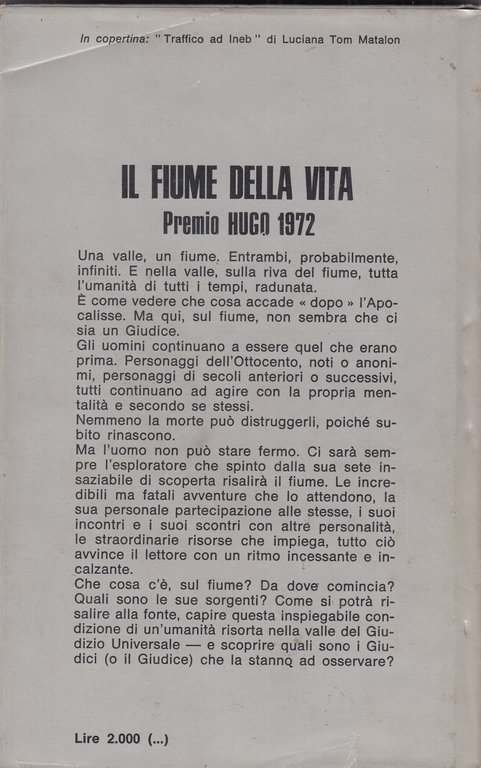 In copertina: "Traffico ad Ineb" di Luciana Tom Matalon
IL FIUME DELLA VITA
Premio HUGO 1972
Una valle, un fiume. Entrambi, probabilmente,
infiniti. E nella valle, sulla riva del fiume, tutta
l'umanità di tutti i tempi, radunata.
È come vedere che cosa accade « dopo » l'Apo-
calisse. Ma qui, sul fiume, non sembra che ci
sia un Giudice.
Gli uomini continuano a essere quel che erano
prima. Personaggi dell'Ottocento, noti o anoni-
mi, personaggi di secoli anteriori o successivi,
tutti continuano ad agire con la propria men-
talità e secondo se stessi.
Nemmeno la morte può distruggerli, poiché su-
bito rinascono.
Ma l'uomo non può stare fermo. Ci sarà sem-
pre l'esploratore che spinto dalla sua sete in-
saziabile di scoperta risalirà il fiume. Le incre-
dibili ma fatali avventure che lo attendono, la
sua personale partecipazione alle stesse, i suoi
incontri e i suoi scontri con altre personalità,
le straordinarie risorse che impiega, tutto ciò
avvince il lettore con un ritmo incessante e in-
calzante.
Che cosa c'è, sul fiume? Da dove comincia?
Quali sono le sue sorgenti? Come si potrà ri-
salire alla fonte, capire questa inspiegabile con-
dizione di un'umanità risorta nella valle del Giu-
dizio Universale — e scoprire quali sono i Giu-
dici (o il Giudice) che la stanno ad osservare?
Lire 2.000 (...)